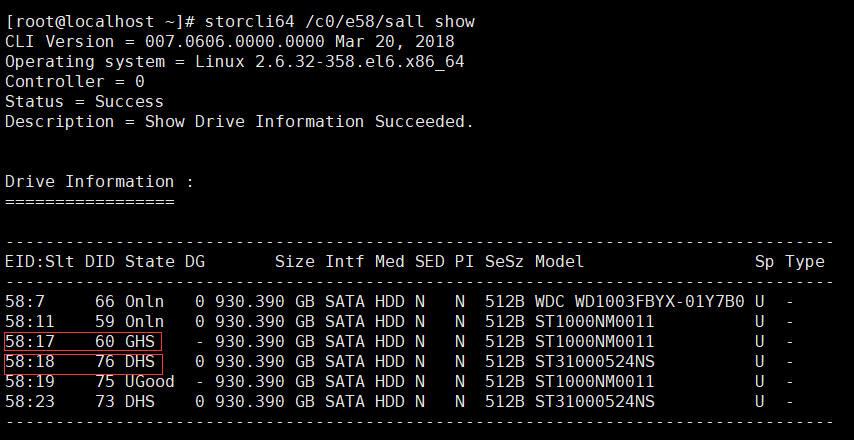 [root@localhost ~]# storcli64 /c0/e58/sall show
CLI Version = 007.0606.0000.0000 Mar 20, 2018
Operating system = Linux 2.6.32-358.el6.x86_64
Controller = 0
Status = Success
Description = Show Drive Information Succeeded.
Drive Information :
=================
-----------------------------------------------------------------------------------
EID:Slt DID State DG       Size Intf Med SED PI SeSz Model                Sp Type
-----------------------------------------------------------------------------------
58:7     66 Onln   0 930.390 GB SATA HDD N   N  512B WDC WD1003FBYX-01Y7B0 U  -
58:11    59 Onln   0 930.390 GB SATA HDD N   N  512B ST1000NM0011         U  -
58:17    60 GHS    - 930.390 GB SATA HDD N   N  512B ST1000NM0011         U  -
58:18    76 DHS    0 930.390 GB SATA HDD N   N  512B ST31000524NS         U  -
58:19    75 UGood  - 930.390 GB SATA HDD N   N  512B ST1000NM0011         U  -
58:23    73 DHS    0 930.390 GB SATA HDD N   N  512B ST31000524NS         U  -
-----------------------------------------------------------------------------------